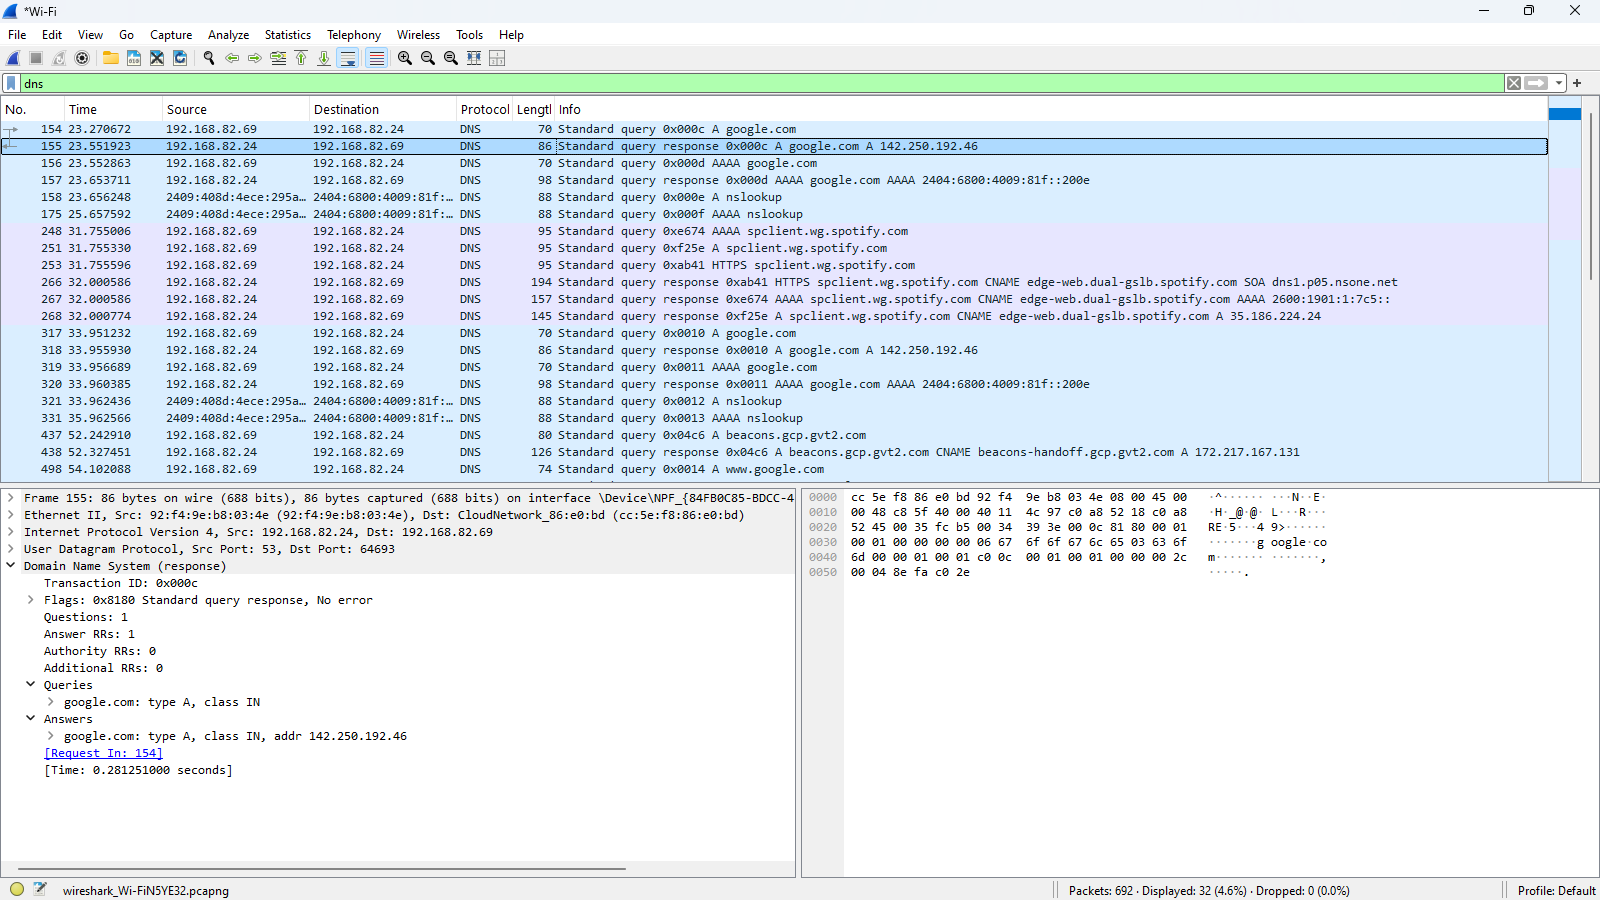 *Wi-Fi
File Edit View Go Capture Analyze Statistics Telephony Wireless Tools Help
dns
No. Time Source Destination Protocol Lengtl Info
154 23.270672 192.168.82.69 192.168.82.24 DNS 70 Standard query 0x000c A google.com
155 23.551923 192.168.82.24 192.168.82.69 DNS 86 Standard query response 0x000c A google.com A 142.250.192.46
156 23.552863 192.168.82.69 192.168.82.24 DNS 70 Standard query 0x000d AAAA google.com
157 23.653711 192.168.82.24 192.168.82.69 DNS 98 Standard query response 0x000d AAAA google.com AAAA 2404:6800:4009:81f::200e
158 23.656248 2409:408d:4ece:295a… 2404:6800:4009:81f:… DNS 88 Standard query 0x000e A nslookup
175 25.657592 2409:408d:4ece:295a… 2404:6800:4009:81f:… DNS 88 Standard query 0x000f AAAA nslookup
248 31.755006 192.168.82.69 192.168.82.24 DNS 95 Standard query 0xe674 AAAA spclient.wg.spotify.com
251 31.755330 192.168.82.69 192.168.82.24 DNS 95 Standard query 0xf25e A spclient.wg.spotify.com
253 31.755596 192.168.82.69 192.168.82.24 DNS 95 Standard query 0xab41 HTTPS spclient.wg.spotify.com
266 32.000586 192.168.82.24 192.168.82.69 DNS 194 Standard query response 0xab41 HTTPS spclient.wg.spotify.com CNAME edge-web.dual-gslb.spotify.com SOA dns1.p05.nsone.net
267 32.000586 192.168.82.24 192.168.82.69 DNS 157 Standard query response 0xe674 AAAA spclient.wg.spotify.com CNAME edge-web.dual-gslb.spotify.com AAAA 2600:1901:1:7c5::
268 32.000774 192.168.82.24 192.168.82.69 DNS 145 Standard query response 0xf25e A spclient.wg.spotify.com CNAME edge-web.dual-gslb.spotify.com A 35.186.224.24
317 33.951232 192.168.82.69 192.168.82.24 DNS 70 Standard query 0x0010 A google.com
318 33.955930 192.168.82.24 192.168.82.69 DNS 86 Standard query response 0x0010 A google.com A 142.250.192.46
319 33.956689 192.168.82.69 192.168.82.24 DNS 70 Standard query 0x0011 AAAA google.com
320 33.960385 192.168.82.24 192.168.82.69 DNS 98 Standard query response 0x0011 AAAA google.com AAAA 2404:6800:4009:81f::200e
321 33.962436 2409:408d:4ece:295a… 2404:6800:4009:81f:… DNS 88 Standard query 0x0012 A nslookup
331 35.962566 2409:408d:4ece:295a… 2404:6800:4009:81f:… DNS 88 Standard query 0x0013 AAAA nslookup
437 52.242910 192.168.82.69 192.168.82.24 DNS 80 Standard query 0x04c6 A beacons.gcp.gvt2.com
438 52.327451 192.168.82.24 192.168.82.69 DNS 126 Standard query response 0x04c6 A beacons.gcp.gvt2.com CNAME beacons-handoff.gcp.gvt2.com A 172.217.167.131
498 54.102088 192.168.82.69 192.168.82.24 DNS 74 Standard query 0x0014 A www.google.com
Frame 155: 86 bytes on wire (688 bits), 86 bytes captured (688 bits) on interface \Device\NPF_{84FB0C85-BDCC-4
Ethernet II, Src: 92:f4:9e:b8:03:4e (92:f4:9e:b8:03:4e), Dst: CloudNetwork_86:e0:bd (cc:5e:f8:86:e0:bd)
Internet Protocol Version 4, Src: 192.168.82.24, Dst: 192.168.82.69
User Datagram Protocol, Src Port: 53, Dst Port: 64693
Domain Name System (response)
Transaction ID: 0x000c
Flags: 0x8180 Standard query response, No error
Questions: 1
Answer RRs: 1
Authority RRs: 0
Additional RRs: 0
Queries
google.com: type A, class IN
Answers
google.com: type A, class IN, addr 142.250.192.46
[Request In: 154]
[Time: 0.281251000 seconds]
0000 cc 5e f8 86 e0 bd 92 f4 9e b8 03 4e 08 00 45 00 ·^······ ···N··E·
0010 00 48 c8 5f 40 00 40 11 4c 97 c0 a8 52 18 c0 a8 ·H·_@·@· L···R···
0020 52 45 00 35 fc b5 00 34 39 3e 00 0c 81 80 00 01 RE·5···4 9>······
0030 00 01 00 00 00 00 06 67 6f 6f 67 6c 65 03 63 6f ·······g oogle·co
0040 6d 00 00 01 00 01 c0 0c 00 01 00 01 00 00 00 2c m······· ·······,
0050 00 04 8e fa c0 2e ·····.
wireshark_Wi-FiN5YE32.pcapng
Packets: 692 · Displayed: 32 (4.6%) · Dropped: 0 (0.0%)
Profile: Default